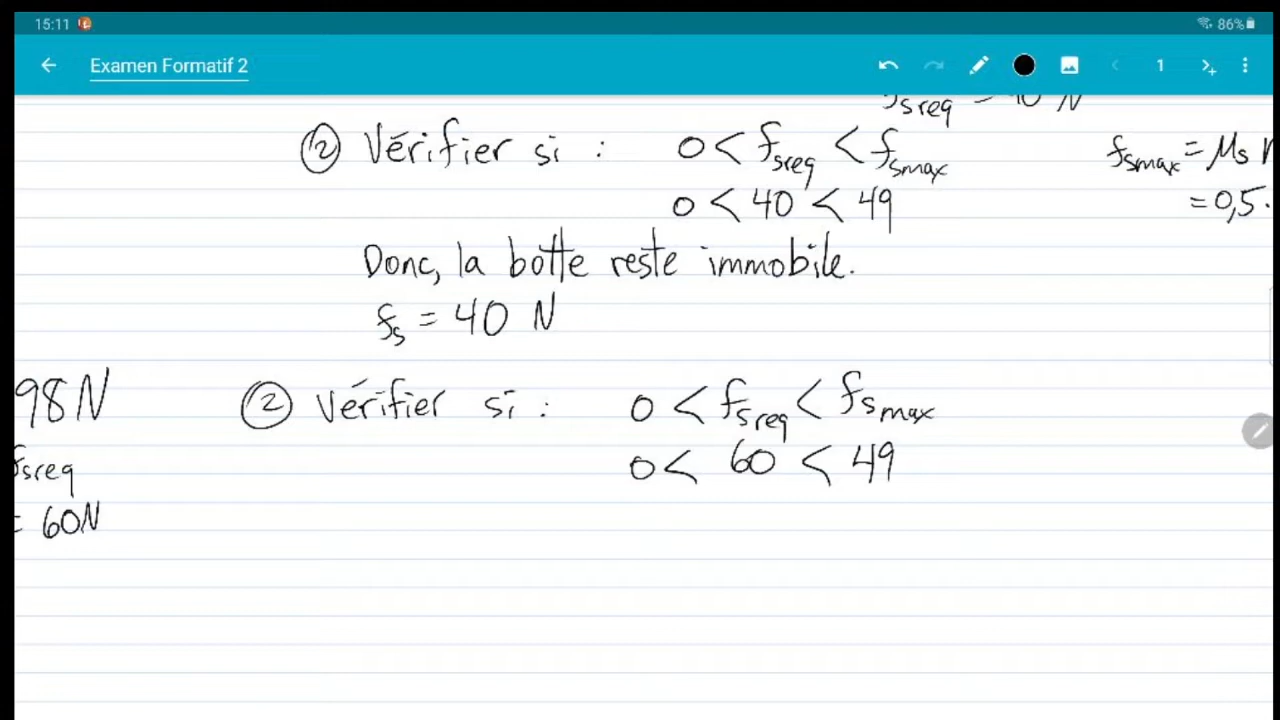 15:11 86%
Examen Formatif 2 1
② Vérifier si : 0 < fsreq < fsmax fsmax = μs
0 < 40 < 49 = 0,5.
Donc, la botte reste immobile.
fs = 40 N
98 N ② Vérifier si : 0 < fsreq < fsmax
0 < 60 < 49
fsreq
= 60N